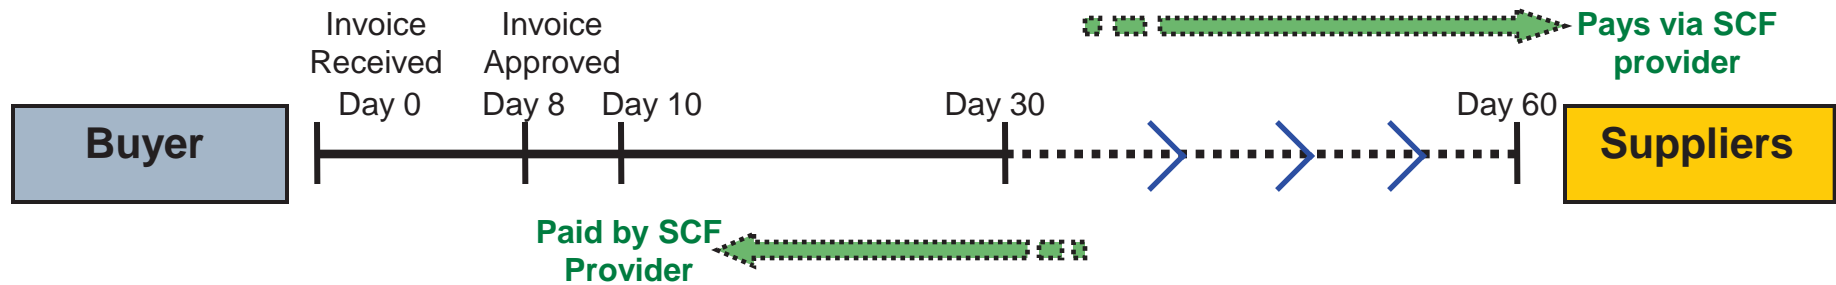 Invoice
Received
Invoice
Approved
Pays via SCF
provider
Day 0
Day 8
Day 10
Day 30
Day 60
Buyer
Suppliers
Paid by SCF
Provider